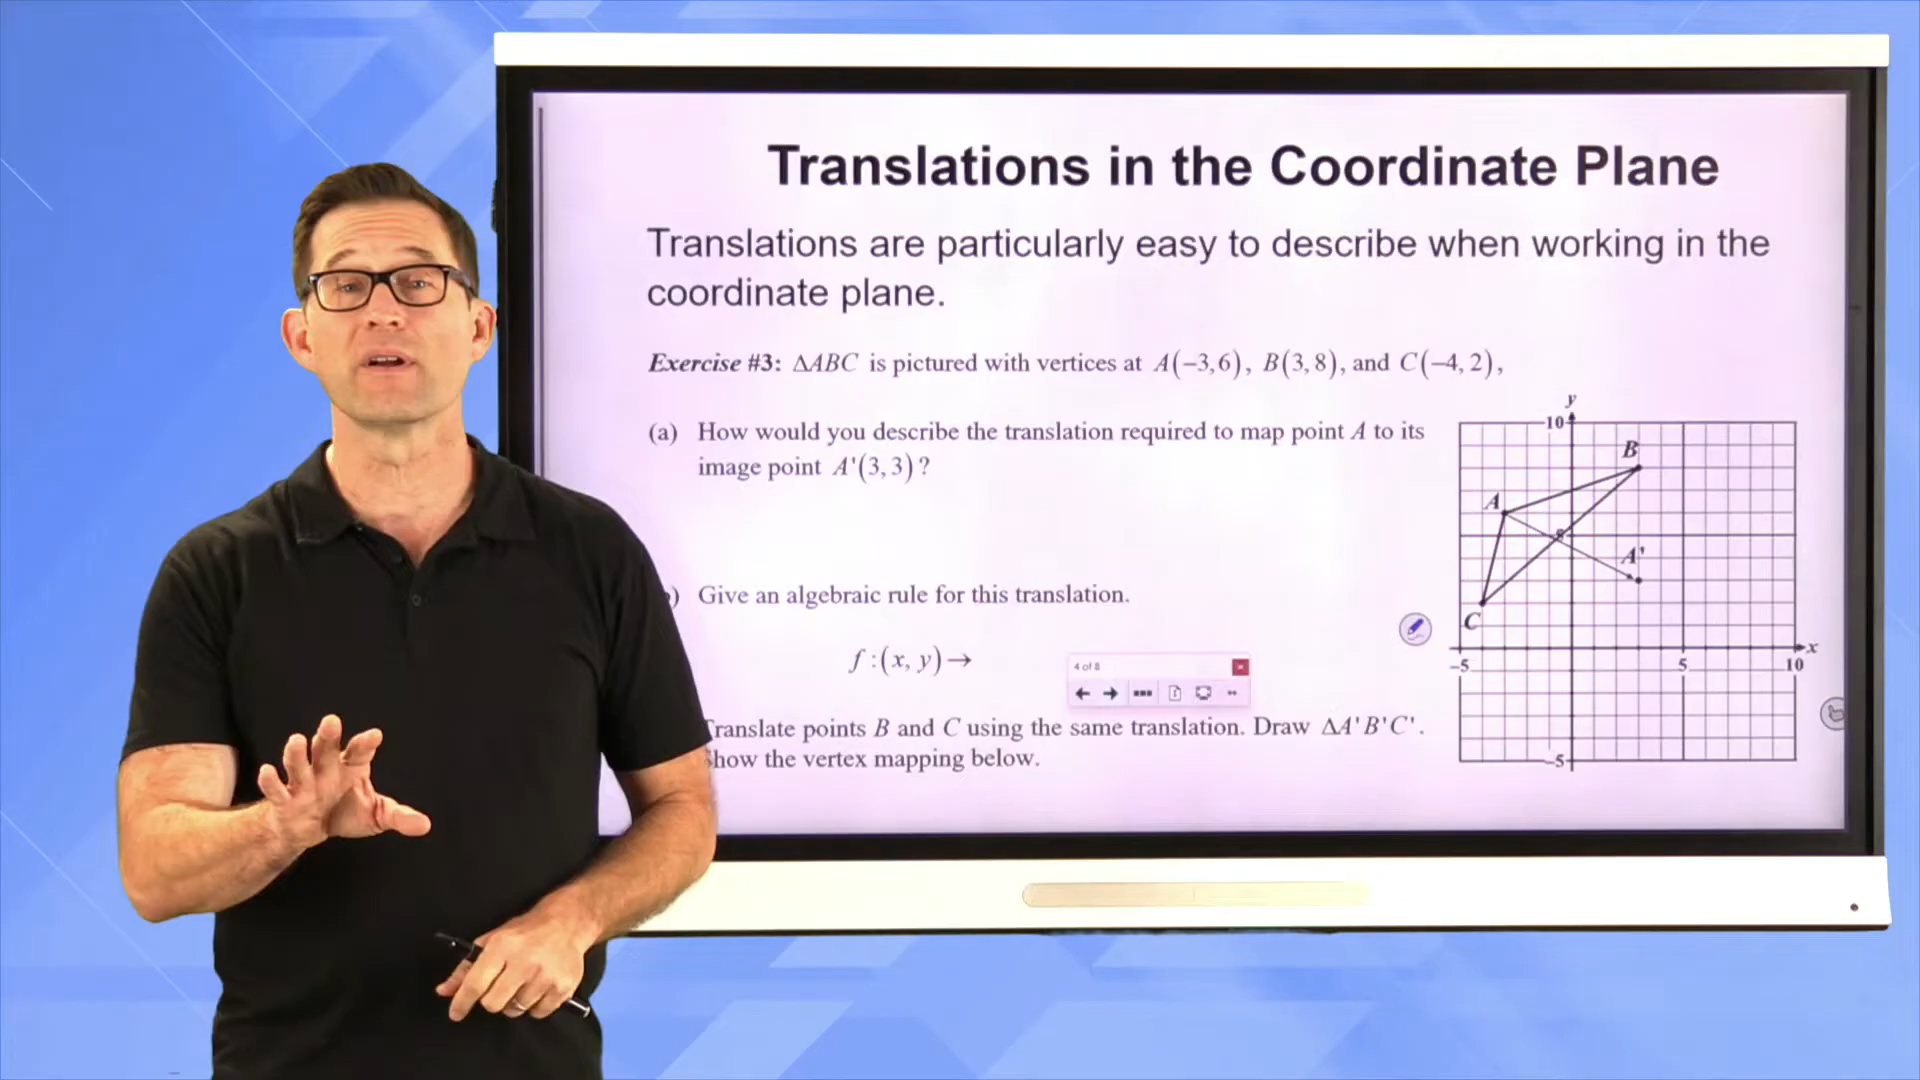 Translations in the Coordinate Plane
Translations are particularly easy to describe when working in the
coordinate plane.
Exercise #3: ΔABC is pictured with vertices at A(−3,6), B(3,8), and C(−4,2),
(a) How would you describe the translation required to map point A to its
image point A'(3,3)?
) Give an algebraic rule for this translation.
f:(x, y)→
4 of 8
Translate points B and C using the same translation. Draw ΔA'B'C'.
Show the vertex mapping below.
y
10
B
A
A'
C
x
−5
5
10
−5